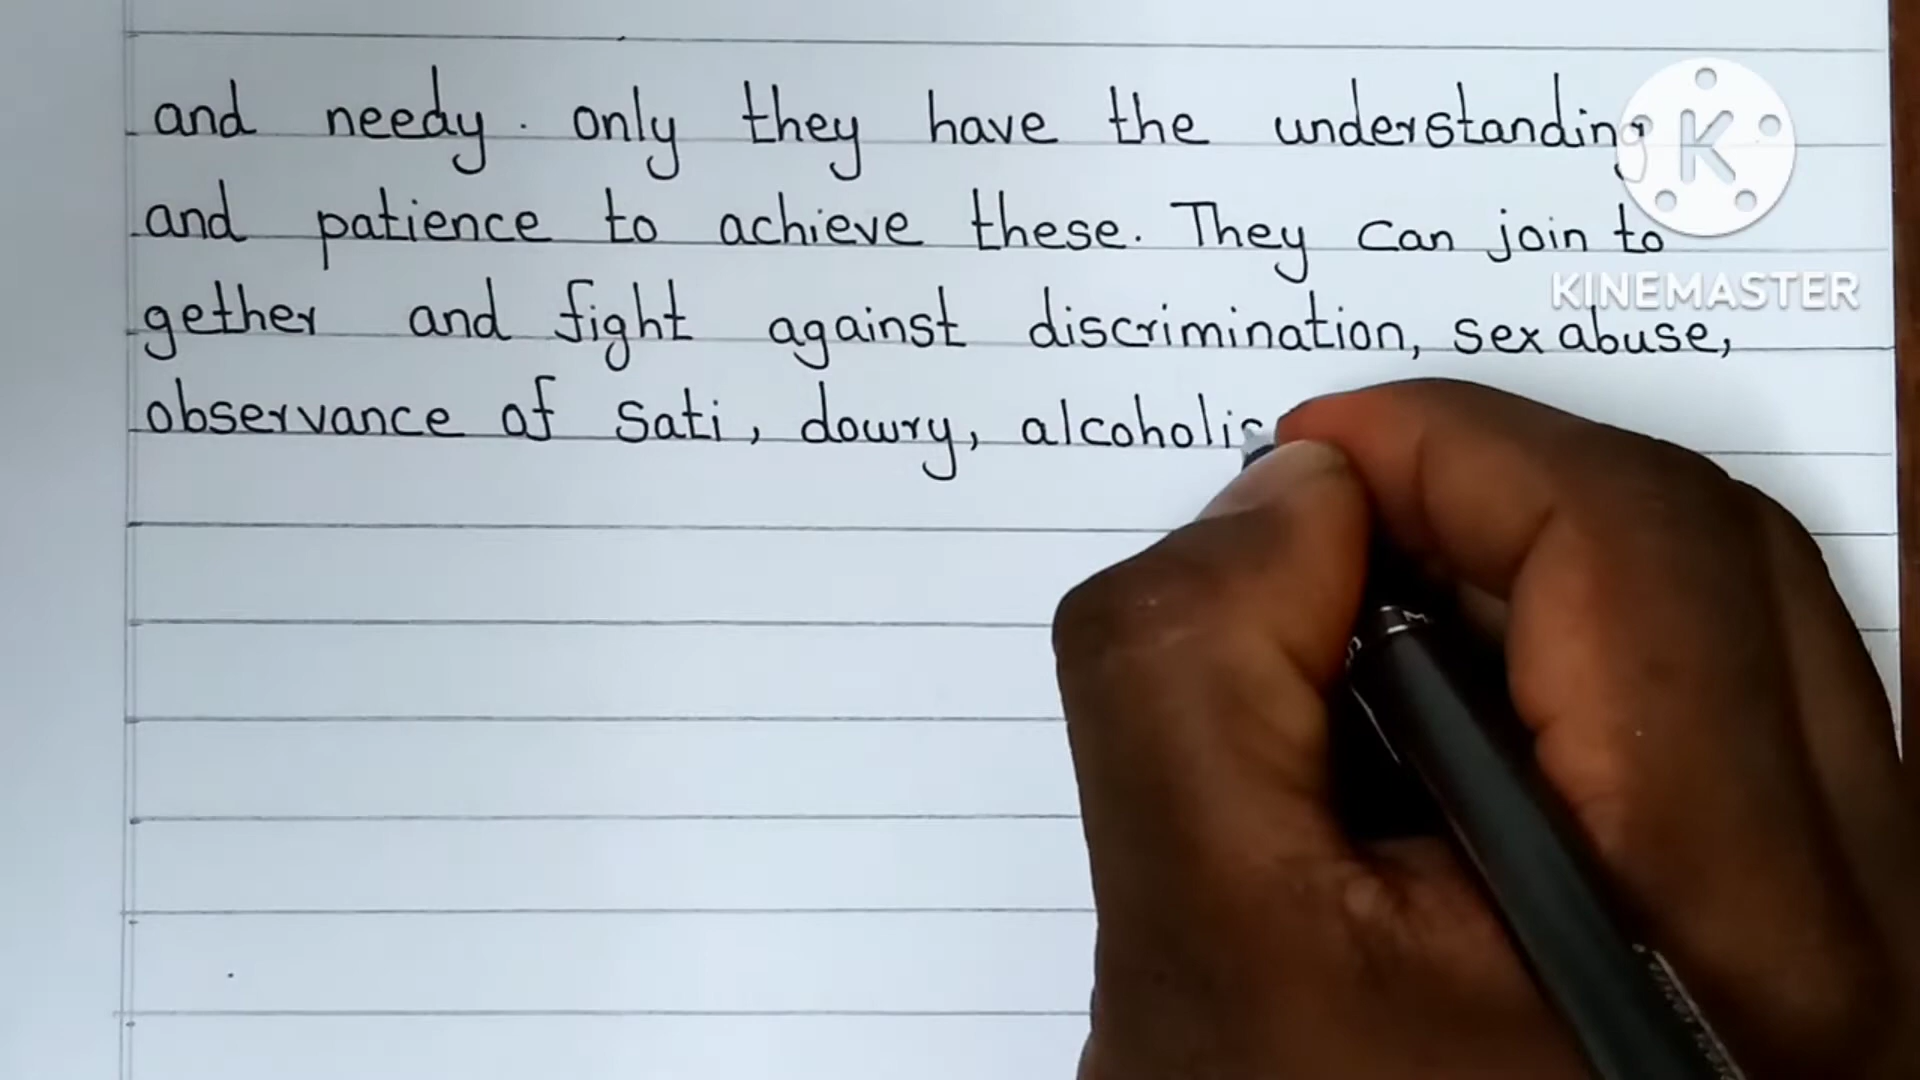 and needy. only they have the understanding
and patience to achieve these. They can join to
gether and fight against discrimination, sex abuse,
observance of Sati, dowry, alcoholis
K
KINEMASTER